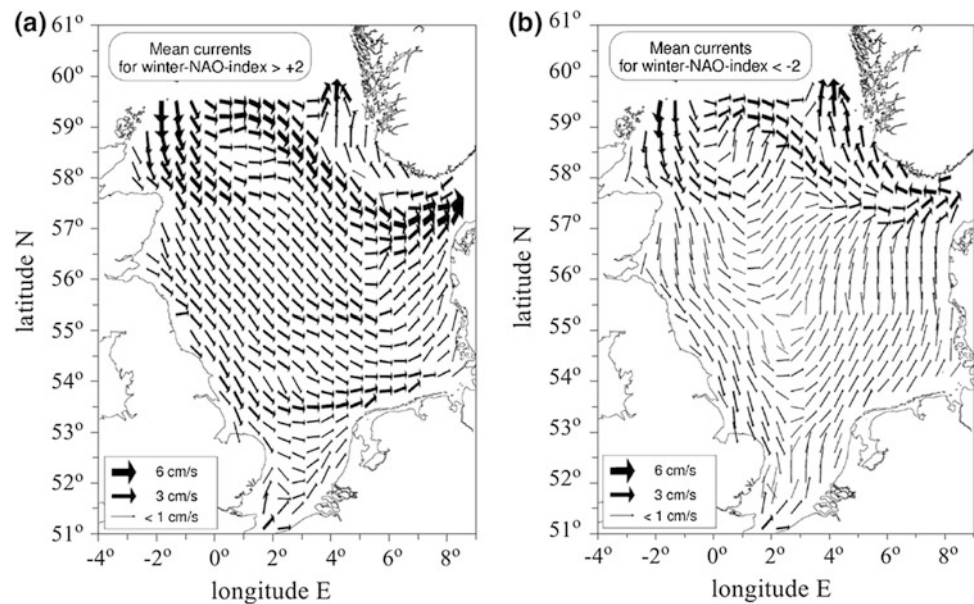 (a)
Mean currents
for winter-NAO-index > +2
61°
60°
59°
58°
57°
56°
55°
54°
53°
52°
51°
latitude N
6 cm/s
3 cm/s
< 1 cm/s
-4° -2° 0° 2° 4° 6° 8°
longitude E
(b)
Mean currents
for winter-NAO-index < -2
61°
60°
59°
58°
57°
56°
55°
54°
53°
52°
51°
latitude N
6 cm/s
3 cm/s
< 1 cm/s
-4° -2° 0° 2° 4° 6° 8°
longitude E